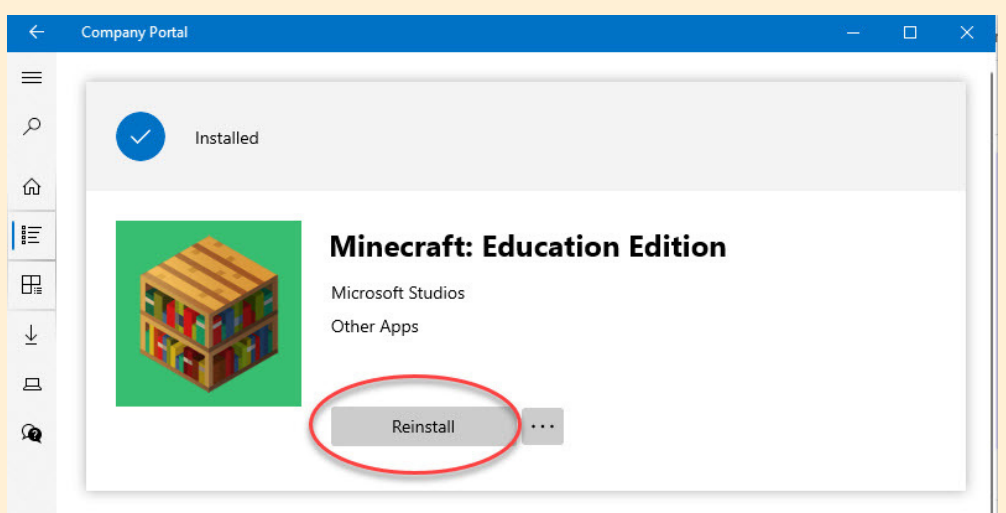 Company Portal
Installed
Minecraft: Education Edition
Microsoft Studios
Other Apps
Reinstall